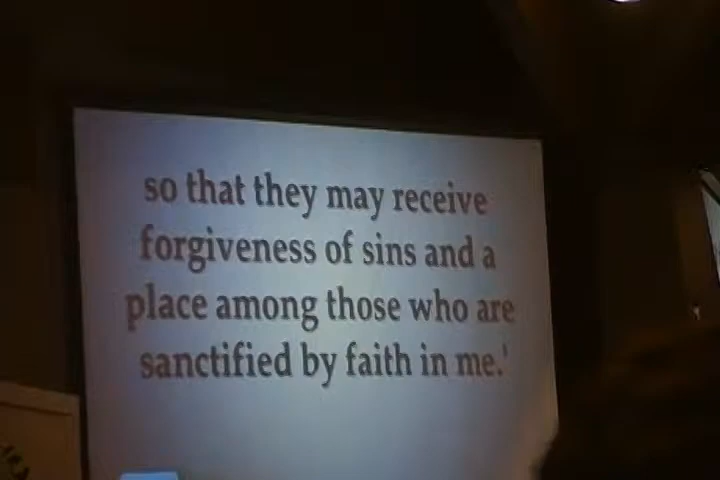 so that they may receive
forgiveness of sins and a
place among those who are
sanctified by faith in me.'